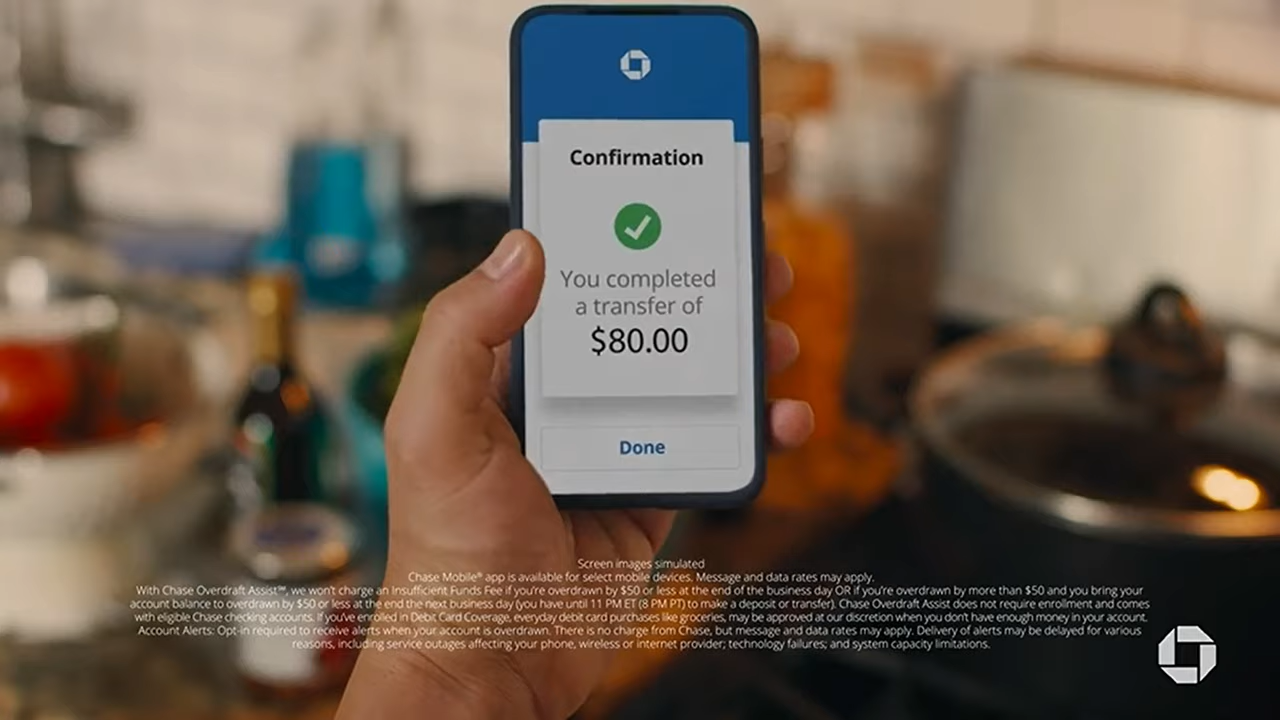 Confirmation
You completed
a transfer of
$80.00
Done
Screen images simulated
Chase Mobile® app is available for select mobile devices. Message and data rates may apply.
With Chase Overdraft Assist℠, we won't charge an Insufficient Funds Fee if you're overdrawn by $50 or less at the end of the business day OR if you're overdrawn by more than $50 and you bring your
account balance to overdrawn by $50 or less at the end the next business day (you have until 11 PM ET (8 PM PT) to make a deposit or transfer). Chase Overdraft Assist does not require enrollment and comes
with eligible Chase checking accounts. If you've enrolled in Debit Card Coverage, everyday debit card purchases like groceries, may be approved at our discretion when you don't have enough money in your account.
Account Alerts: Opt-in required to receive alerts when your account is overdrawn. There is no charge from Chase, but message and data rates may apply. Delivery of alerts may be delayed for various
reasons, including service outages affecting your phone, wireless or internet provider; technology failures; and system capacity limitations.